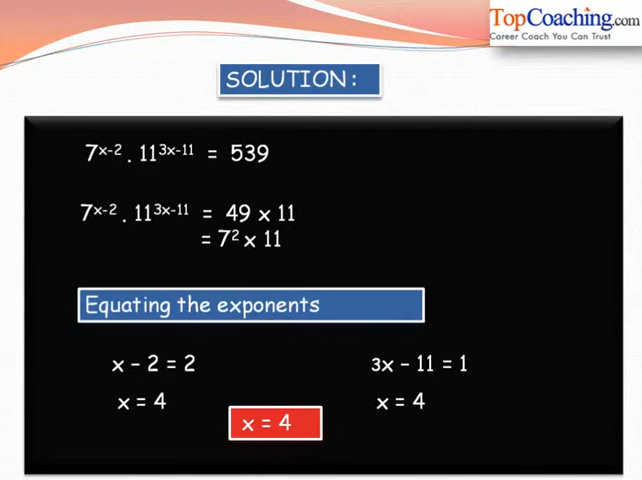 TopCoaching.com
Career Coach You Can Trust
SOLUTION :
7ˣ⁻² . 11³ˣ⁻¹¹ = 539
7ˣ⁻² . 11³ˣ⁻¹¹ = 49 x 11
= 7² x 11
Equating the exponents
x – 2 = 2 3x – 11 = 1
x = 4 x = 4
x = 4